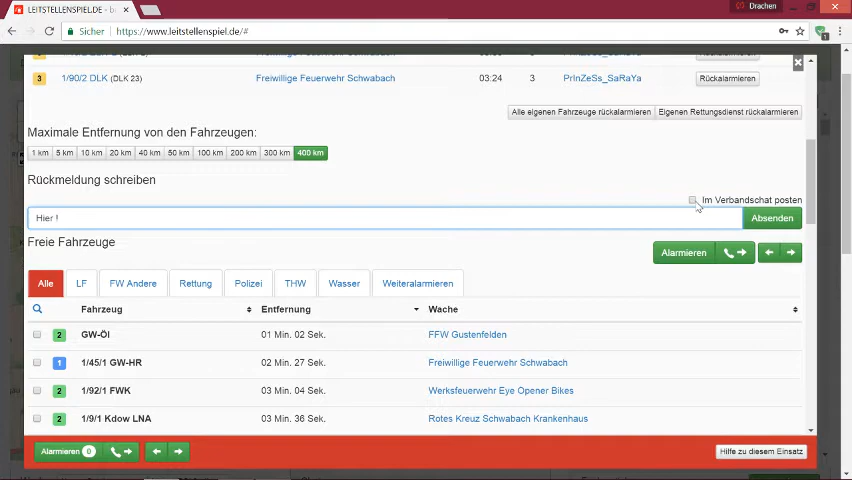 LEITSTELLENSPIEL.DE - b
Drachen
Sicher https://www.leitstellenspiel.de/#
3 1/90/2 DLK (DLK 23) Freiwillige Feuerwehr Schwabach 03:24 3 PrInZeSs_SaRaYa Rückalarmieren
Alle eigenen Fahrzeuge rückalarmieren Eigenen Rettungsdienst rückalarmieren
Maximale Entfernung von den Fahrzeugen:
1 km 5 km 10 km 20 km 40 km 50 km 100 km 200 km 300 km 400 km
Rückmeldung schreiben
Im Verbandschat posten
Hier ! Absenden
Freie Fahrzeuge
Alarmieren
Alle LF FW Andere Rettung Polizei THW Wasser Weiteralarmieren
Fahrzeug Entfernung Wache
2 GW-Öl 01 Min. 02 Sek. FFW Gustenfelden
1 1/45/1 GW-HR 02 Min. 27 Sek. Freiwillige Feuerwehr Schwabach
2 1/92/1 FWK 03 Min. 04 Sek. Werksfeuerwehr Eye Opener Bikes
2 1/9/1 Kdow LNA 03 Min. 36 Sek. Rotes Kreuz Schwabach Krankenhaus
Alarmieren 0 Hilfe zu diesem Einsatz